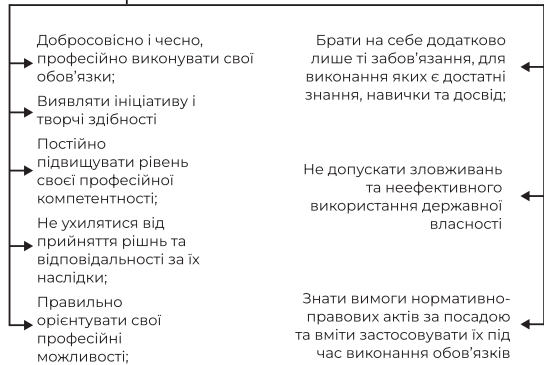 Добросовісно і чесно,
професійно виконувати свої
обов’язки;
Виявляти ініціативу і
творчі здібності
Постійно
підвищувати рівень
своєї професійної
компетентності;
Не ухилятися від
прийняття рішнь та
відповідальності за їх
наслідки;
Правильно
орієнтувати свої
професійні
можливості;
Брати на себе додатково
лише ті забов’язання, для
виконання яких є достатні
знання, навички та досвід;
Не допускати зловживань
та неефективного
використання державної
власності
Знати вимоги нормативно-
правових актів за посадою
та вміти застосовувати їх під
час виконання обов’язків